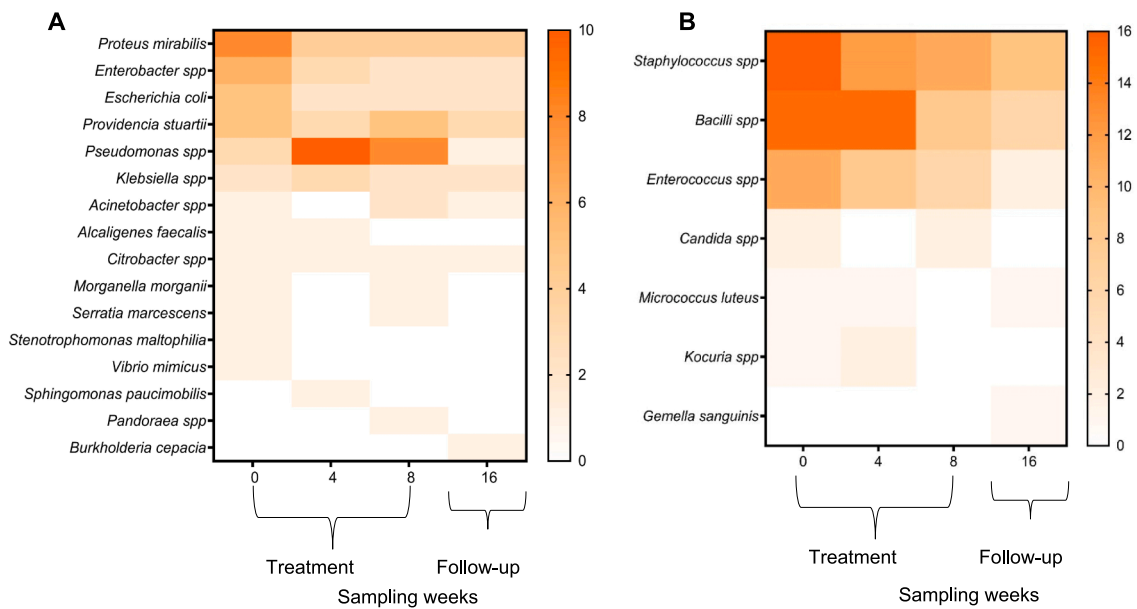 A
Proteus mirabilis
Enterobacter spp
Escherichia coli
Providencia stuartii
Pseudomonas spp
Klebsiella spp
Acinetobacter spp
Alcaligenes faecalis
Citrobacter spp
Morganella morganii
Serratia marcescens
Stenotrophomonas maltophilia
Vibrio mimicus
Sphingomonas paucimobilis
Pandoraea spp
Burkholderia cepacia
0 4 8 16
10
8
6
4
2
0
Treatment Follow-up
Sampling weeks
B
Staphylococcus spp
Bacilli spp
Enterococcus spp
Candida spp
Micrococcus luteus
Kocuria spp
Gemella sanguinis
0 4 8 16
16
14
12
10
8
6
4
2
0
Treatment Follow-up
Sampling weeks